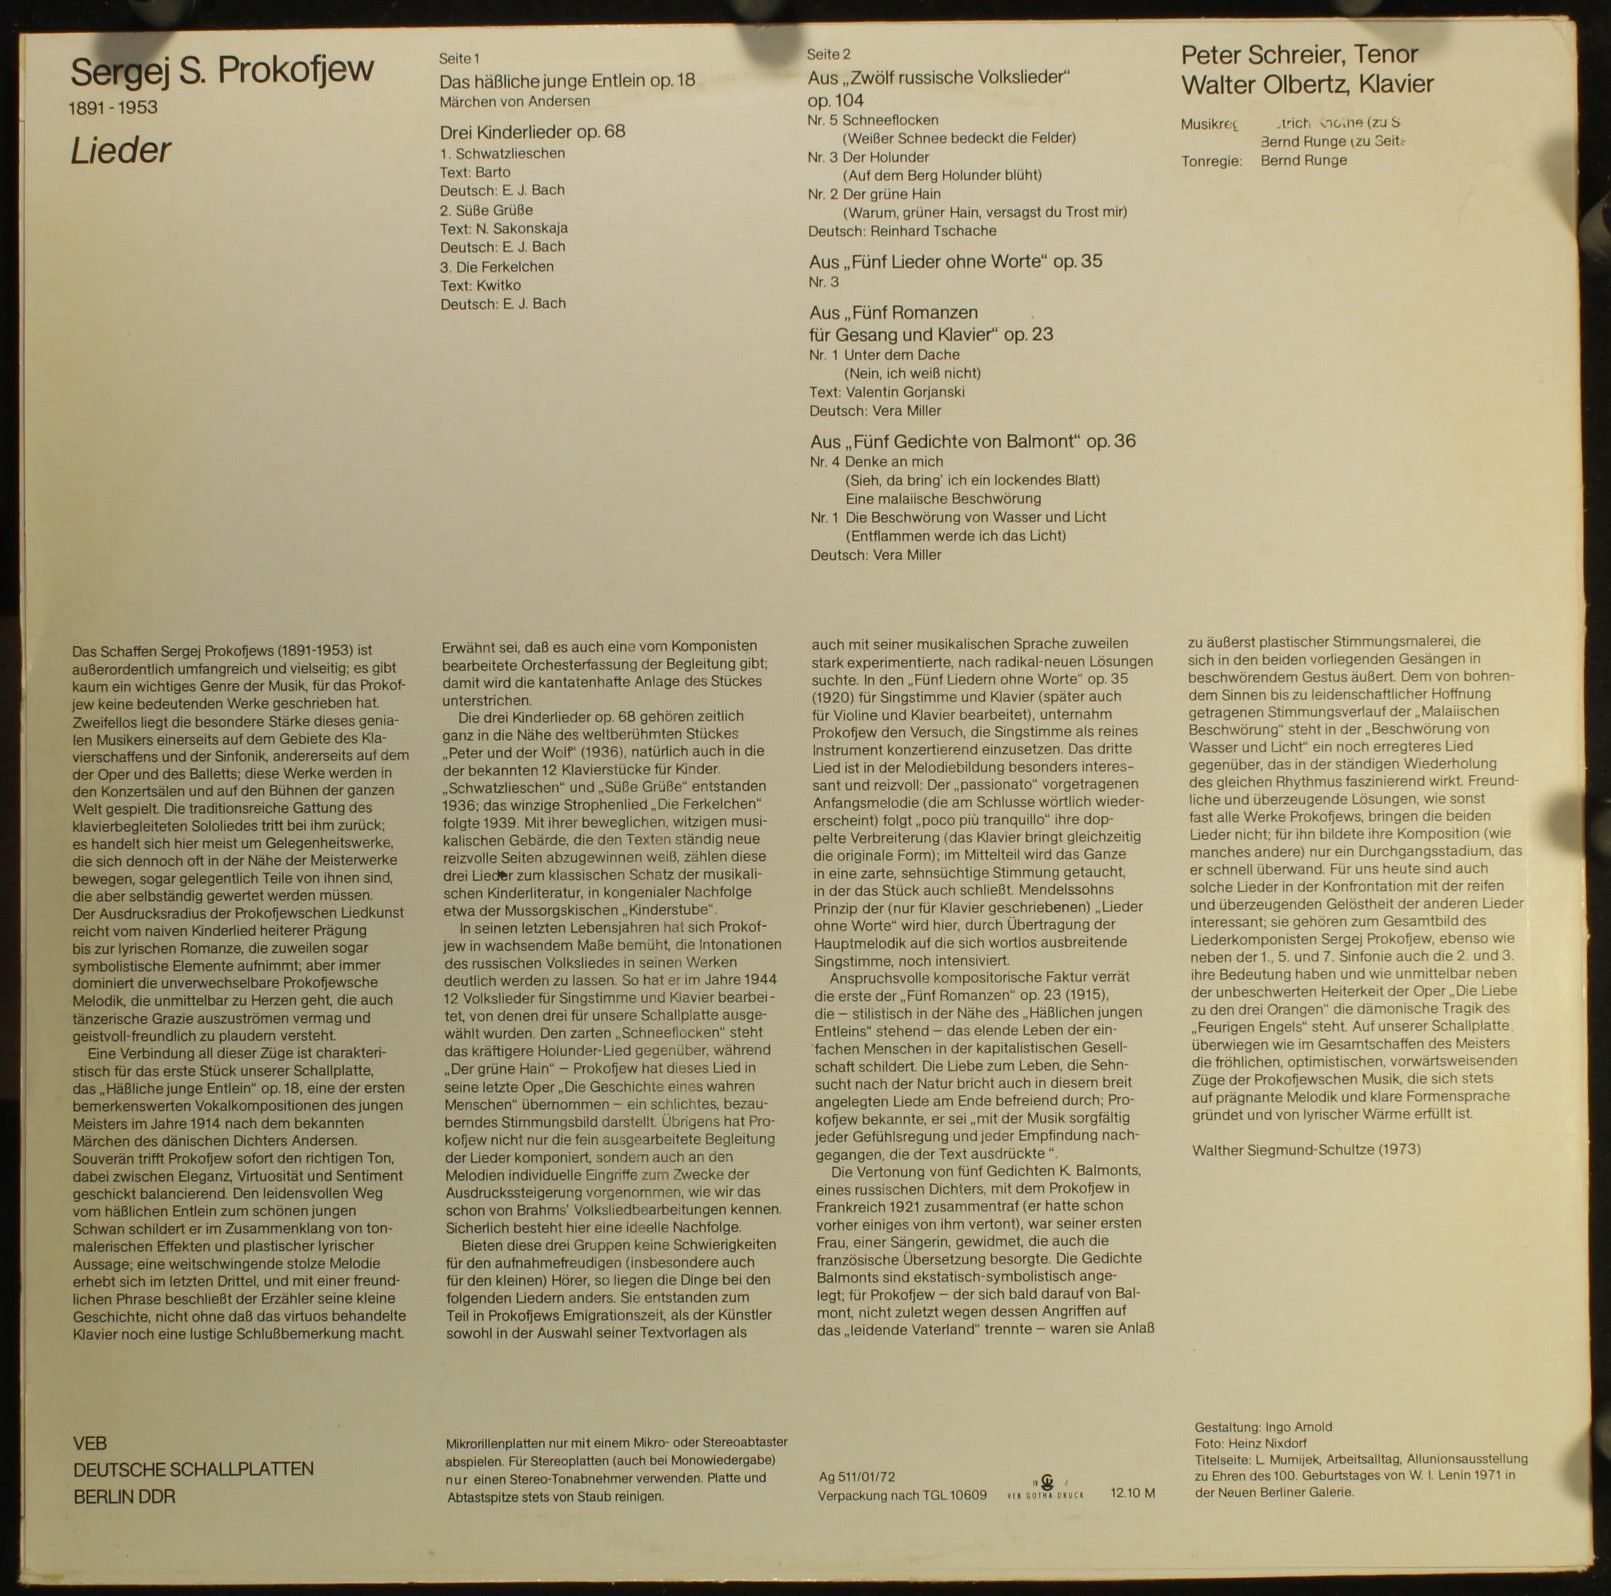 Sergej S. Prokofjew
1891 - 1953
Lieder
Seite 1
Das häßliche junge Entlein op. 18
Märchen von Andersen
Drei Kinderlieder op. 68
1. Schwatzlieschen
Text: Barto
Deutsch: E. J. Bach
2. Süße Grüße
Text: N. Sakonskaja
Deutsch: E. J. Bach
3. Die Ferkelchen
Text: Kwitko
Deutsch: E. J. Bach
Seite 2
Aus „Zwölf russische Volkslieder“
op. 104
Nr. 5 Schneeflocken
(Weißer Schnee bedeckt die Felder)
Nr. 3 Der Holunder
(Auf dem Berg Holunder blüht)
Nr. 2 Der grüne Hain
(Warum, grüner Hain, versagst du Trost mir)
Deutsch: Reinhard Tschache
Aus „Fünf Lieder ohne Worte“ op. 35
Nr. 3
Aus „Fünf Romanzen
für Gesang und Klavier“ op. 23
Nr. 1 Unter dem Dache
(Nein, ich weiß nicht)
Text: Valentin Gorjanski
Deutsch: Vera Miller
Aus „Fünf Gedichte von Balmont“ op. 36
Nr. 4 Denke an mich
(Sieh, da bring' ich ein lockendes Blatt)
Eine malaiische Beschwörung
Nr. 1 Die Beschwörung von Wasser und Licht
(Entflammen werde ich das Licht)
Deutsch: Vera Miller
Peter Schreier, Tenor
Walter Olbertz, Klavier
(zu S
Bernd Runge (zu Seite
Tonregie: Bernd Runge
Das Schaffen Sergej Prokofjews (1891-1953) ist
außerordentlich umfangreich und vielseitig; es gibt
kaum ein wichtiges Genre der Musik, für das Prokof-
jew keine bedeutenden Werke geschrieben hat.
Zweifellos liegt die besondere Stärke dieses genia-
len Musikers einerseits auf dem Gebiete des Kla-
vierschaffens und der Sinfonik, andererseits auf dem
der Oper und des Balletts; diese Werke werden in
den Konzertsälen und auf den Bühnen der ganzen
Welt gespielt. Die traditionsreiche Gattung des
klavierbegleiteten Sololiedes tritt bei ihm zurück;
es handelt sich hier meist um Gelegenheitswerke,
die sich dennoch oft in der Nähe der Meisterwerke
bewegen, sogar gelegentlich Teile von ihnen sind,
die aber selbständig gewertet werden müssen.
Der Ausdrucksradius der Prokofjewschen Liedkunst
reicht vom naiven Kinderlied heiterer Prägung
bis zur lyrischen Romanze, die zuweilen sogar
symbolistische Elemente aufnimmt; aber immer
dominiert die unverwechselbare Prokofjewsche
Melodik, die unmittelbar zu Herzen geht, die auch
tänzerische Grazie auszuströmen vermag und
geistvoll-freundlich zu plaudern versteht.
Eine Verbindung all dieser Züge ist charakteri-
stisch für das erste Stück unserer Schallplatte,
das „Häßliche junge Entlein“ op. 18, eine der ersten
bemerkenswerten Vokalkompositionen des jungen
Meisters im Jahre 1914 nach dem bekannten
Märchen des dänischen Dichters Andersen.
Souverän trifft Prokofjew sofort den richtigen Ton,
dabei zwischen Eleganz, Virtuosität und Sentiment
geschickt balancierend. Den leidensvollen Weg
vom häßlichen Entlein zum schönen jungen
Schwan schildert er im Zusammenklang von ton-
malerischen Effekten und plastischer lyrischer
Aussage; eine weitschwingende stolze Melodie
erhebt sich im letzten Drittel, und mit einer freund-
lichen Phrase beschließt der Erzähler seine kleine
Geschichte, nicht ohne daß das virtuos behandelte
Klavier noch eine lustige Schlußbemerkung macht.
Erwähnt sei, daß es auch eine vom Komponisten
bearbeitete Orchesterfassung der Begleitung gibt;
damit wird die kantatenhafte Anlage des Stückes
unterstrichen.
Die drei Kinderlieder op. 68 gehören zeitlich
ganz in die Nähe des weltberühmten Stückes
„Peter und der Wolf“ (1936), natürlich auch in die
der bekannten 12 Klavierstücke für Kinder.
„Schwatzlieschen“ und „Süße Grüße“ entstanden
1936; das winzige Strophenlied „Die Ferkelchen“
folgte 1939. Mit ihrer beweglichen, witzigen musi-
kalischen Gebärde, die den Texten ständig neue
reizvolle Seiten abzugewinnen weiß, zählen diese
drei Lieder zum klassischen Schatz der musikali-
schen Kinderliteratur, in kongenialer Nachfolge
etwa der Mussorgskischen „Kinderstube“.
In seinen letzten Lebensjahren hat sich Prokof-
jew in wachsendem Maße bemüht, die Intonationen
des russischen Volksliedes in seinen Werken
deutlich werden zu lassen. So hat er im Jahre 1944
12 Volkslieder für Singstimme und Klavier bearbei-
tet, von denen drei für unsere Schallplatte ausge-
wählt wurden. Den zarten „Schneeflocken“ steht
das kräftigere Holunder-Lied gegenüber, während
„Der grüne Hain“ – Prokofjew hat dieses Lied in
seine letzte Oper „Die Geschichte eines wahren
Menschen“ übernommen – ein schlichtes, bezau-
berndes Stimmungsbild darstellt. Übrigens hat Pro-
kofjew nicht nur die fein ausgearbeitete Begleitung
der Lieder komponiert, sondern auch an den
Melodien individuelle Eingriffe zum Zwecke der
Ausdruckssteigerung vorgenommen, wie wir das
schon von Brahms' Volksliedbearbeitungen kennen.
Sicherlich besteht hier eine ideelle Nachfolge.
Bieten diese drei Gruppen keine Schwierigkeiten
für den aufnahmefreudigen (insbesondere auch
für den kleinen) Hörer, so liegen die Dinge bei den
folgenden Liedern anders. Sie entstanden zum
Teil in Prokofjews Emigrationszeit, als der Künstler
sowohl in der Auswahl seiner Textvorlagen als
auch mit seiner musikalischen Sprache zuweilen
stark experimentierte, nach radikal-neuen Lösungen
suchte. In den „Fünf Liedern ohne Worte“ op. 35
(1920) für Singstimme und Klavier (später auch
für Violine und Klavier bearbeitet), unternahm
Prokofjew den Versuch, die Singstimme als reines
Instrument konzertierend einzusetzen. Das dritte
Lied ist in der Melodiebildung besonders interes-
sant und reizvoll: Der „passionato“ vorgetragenen
Anfangsmelodie (die am Schlusse wörtlich wieder-
erscheint) folgt „poco più tranquillo“ ihre dop-
pelte Verbreiterung (das Klavier bringt gleichzeitig
die originale Form); im Mittelteil wird das Ganze
in eine zarte, sehnsüchtige Stimmung getaucht,
in der das Stück auch schließt. Mendelssohns
Prinzip der (nur für Klavier geschriebenen) „Lieder
ohne Worte“ wird hier, durch Übertragung der
Hauptmelodik auf die sich wortlos ausbreitende
Singstimme, noch intensiviert.
Anspruchsvolle kompositorische Faktur verrät
die erste der „Fünf Romanzen“ op. 23 (1915),
die – stilistisch in der Nähe des „Häßlichen jungen
Entleins“ stehend – das elende Leben der ein-
fachen Menschen in der kapitalistischen Gesell-
schaft schildert. Die Liebe zum Leben, die Sehn-
sucht nach der Natur bricht auch in diesem breit
angelegten Liede am Ende befreiend durch; Pro-
kofjew bekannte, er sei „mit der Musik sorgfältig
jeder Gefühlsregung und jeder Empfindung nach-
gegangen, die der Text ausdrückte “.
Die Vertonung von fünf Gedichten K. Balmonts,
eines russischen Dichters, mit dem Prokofjew in
Frankreich 1921 zusammentraf (er hatte schon
vorher einiges von ihm vertont), war seiner ersten
Frau, einer Sängerin, gewidmet, die auch die
französische Übersetzung besorgte. Die Gedichte
Balmonts sind ekstatisch-symbolistisch ange-
legt; für Prokofjew – der sich bald darauf von Bal-
mont, nicht zuletzt wegen dessen Angriffen auf
das „leidende Vaterland“ trennte – waren sie Anlaß
zu äußerst plastischer Stimmungsmalerei, die
sich in den beiden vorliegenden Gesängen in
beschwörendem Gestus äußert. Dem von bohren-
dem Sinnen bis zu leidenschaftlicher Hoffnung
getragenen Stimmungsverlauf der „Malaiischen
Beschwörung“ steht in der „Beschwörung von
Wasser und Licht“ ein noch erregteres Lied
gegenüber, das in der ständigen Wiederholung
des gleichen Rhythmus faszinierend wirkt. Freund-
liche und überzeugende Lösungen, wie sonst
fast alle Werke Prokofjews, bringen die beiden
Lieder nicht; für ihn bildete ihre Komposition (wie
manches andere) nur ein Durchgangsstadium, das
er schnell überwand. Für uns heute sind auch
solche Lieder in der Konfrontation mit der reifen
und überzeugenden Gelöstheit der anderen Lieder
interessant; sie gehören zum Gesamtbild des
Liederkomponisten Sergej Prokofjew, ebenso wie
neben der 1., 5. und 7. Sinfonie auch die 2. und 3.
ihre Bedeutung haben und wie unmittelbar neben
der unbeschwerten Heiterkeit der Oper „Die Liebe
zu den drei Orangen“ die dämonische Tragik des
„Feurigen Engels“ steht. Auf unserer Schallplatte
überwiegen wie im Gesamtschaffen des Meisters
die fröhlichen, optimistischen, vorwärtsweisenden
Züge der Prokofjewschen Musik, die sich stets
auf prägnante Melodik und klare Formensprache
gründet und von lyrischer Wärme erfüllt ist.
Walther Siegmund-Schultze (1973)
VEB
DEUTSCHE SCHALLPLATTEN
BERLIN DDR
Mikrorillenplatten nur mit einem Mikro- oder Stereoabtaster
abspielen. Für Stereoplatten (auch bei Monowiedergabe)
nur einen Stereo-Tonabnehmer verwenden. Platte und
Abtastspitze stets von Staub reinigen.
Ag 511/01/72
Verpackung nach TGL 10609
VEB GOTHA-DRUCK
12.10 M
Gestaltung: Ingo Arnold
Foto: Heinz Nixdorf
Titelseite: L. Murnijek, Arbeitsalltag, Allunionsausstellung
zu Ehren des 100. Geburtstages von W. I. Lenin 1971 in
der Neuen Berliner Galerie.